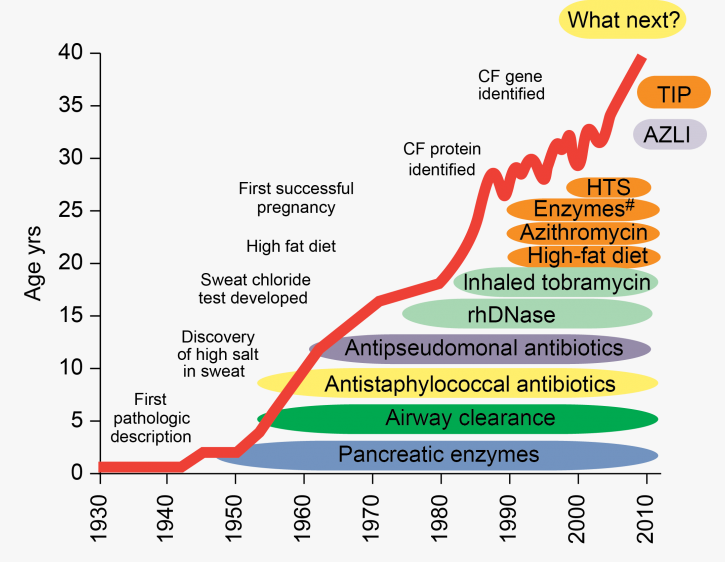 What next?
40
35
30
25
20
15
10
5
0
Age yrs
CF gene
identified
CF protein
identified
First successful
pregnancy
High fat diet
Sweat chloride
test developed
Discovery
of high salt
in sweat
First
pathologic
description
TIP
AZLI
HTS
Enzymes#
Azithromycin
High-fat diet
Inhaled tobramycin
rhDNase
Antipseudomonal antibiotics
Antistaphylococcal antibiotics
Airway clearance
Pancreatic enzymes
1930
1940
1950
1960
1970
1980
1990
2000
2010